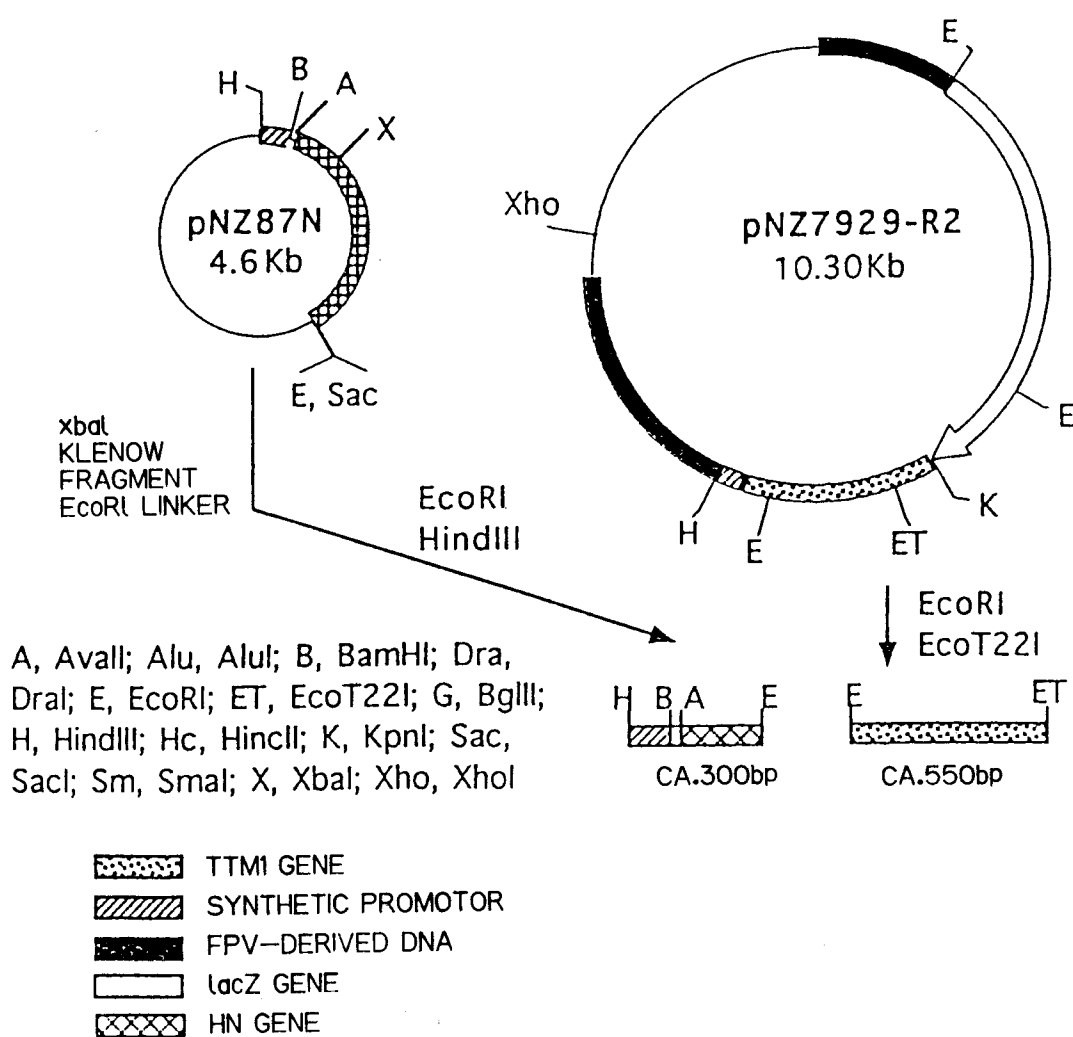 H
B
A
X
pNZ87N
4.6Kb
E, Sac
E
Xho
pNZ7929-R2
10.30Kb
E
K
ET
E
H
xbaI
KLENOW
FRAGMENT
EcoRI LINKER
EcoRI
HindIII
EcoRI
EcoT22I
A, AvaII; Alu, AluI; B, BamHI; Dra,
DraI; E, EcoRI; ET, EcoT22I; G, BglII;
H, HindIII; Hc, HincII; K, KpnI; Sac,
SacI; Sm, SmaI; X, XbaI; Xho, XhoI
H B A E
CA.300bp
E ET
CA.550bp
TTM1 GENE
SYNTHETIC PROMOTOR
FPV-DERIVED DNA
lacZ GENE
HN GENE